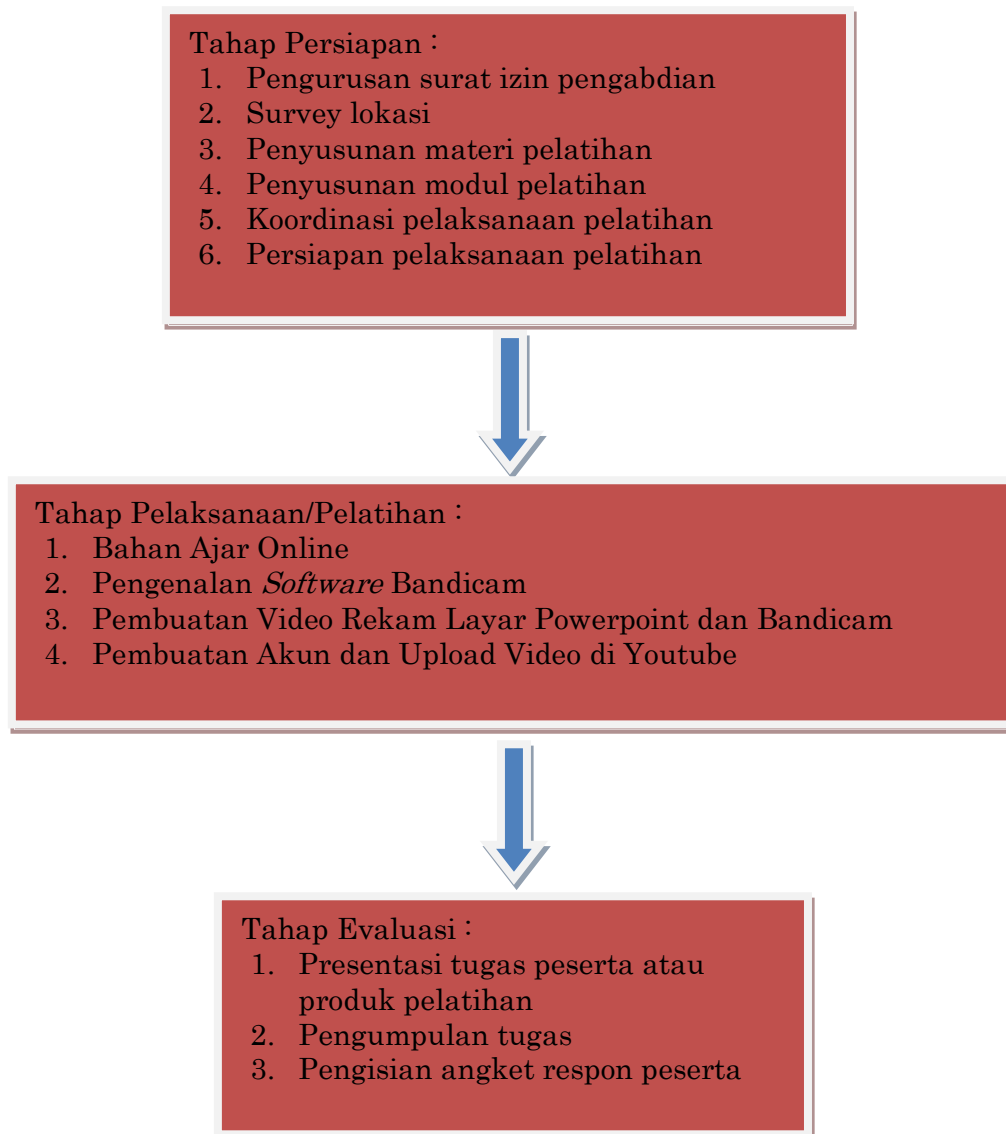 Tahap Persiapan :
1. Pengurusan surat izin pengabdian
2. Survey lokasi
3. Penyusunan materi pelatihan
4. Penyusunan modul pelatihan
5. Koordinasi pelaksanaan pelatihan
6. Persiapan pelaksanaan pelatihan
Tahap Pelaksanaan/Pelatihan :
1. Bahan Ajar Online
2. Pengenalan Software Bandicam
3. Pembuatan Video Rekam Layar Powerpoint dan Bandicam
4. Pembuatan Akun dan Upload Video di Youtube
Tahap Evaluasi :
1. Presentasi tugas peserta atau
produk pelatihan
2. Pengumpulan tugas
3. Pengisian angket respon peserta